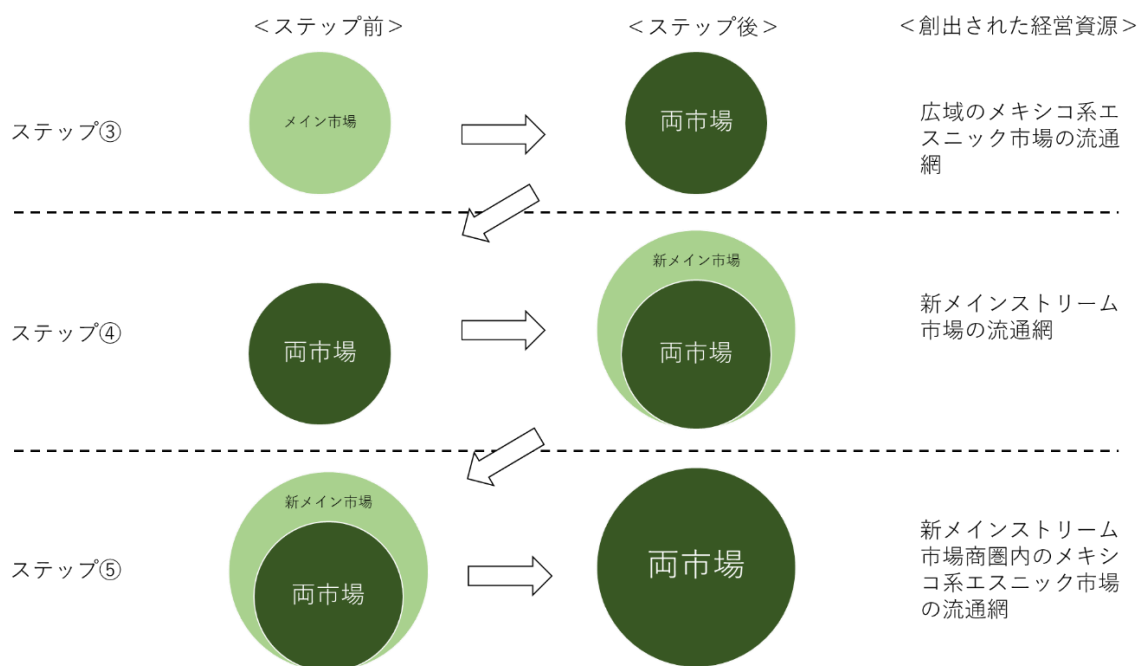 ＜ステップ前＞
＜ステップ後＞
＜創出された経営資源＞
ステップ③
メイン市場
両市場
広域のメキシコ系エ
スニック市場の流通
網
ステップ④
両市場
新メイン市場
両市場
新メインストリーム
市場の流通網
ステップ⑤
新メイン市場
両市場
両市場
新メインストリーム
市場商圏内のメキシ
コ系エスニック市場
の流通網